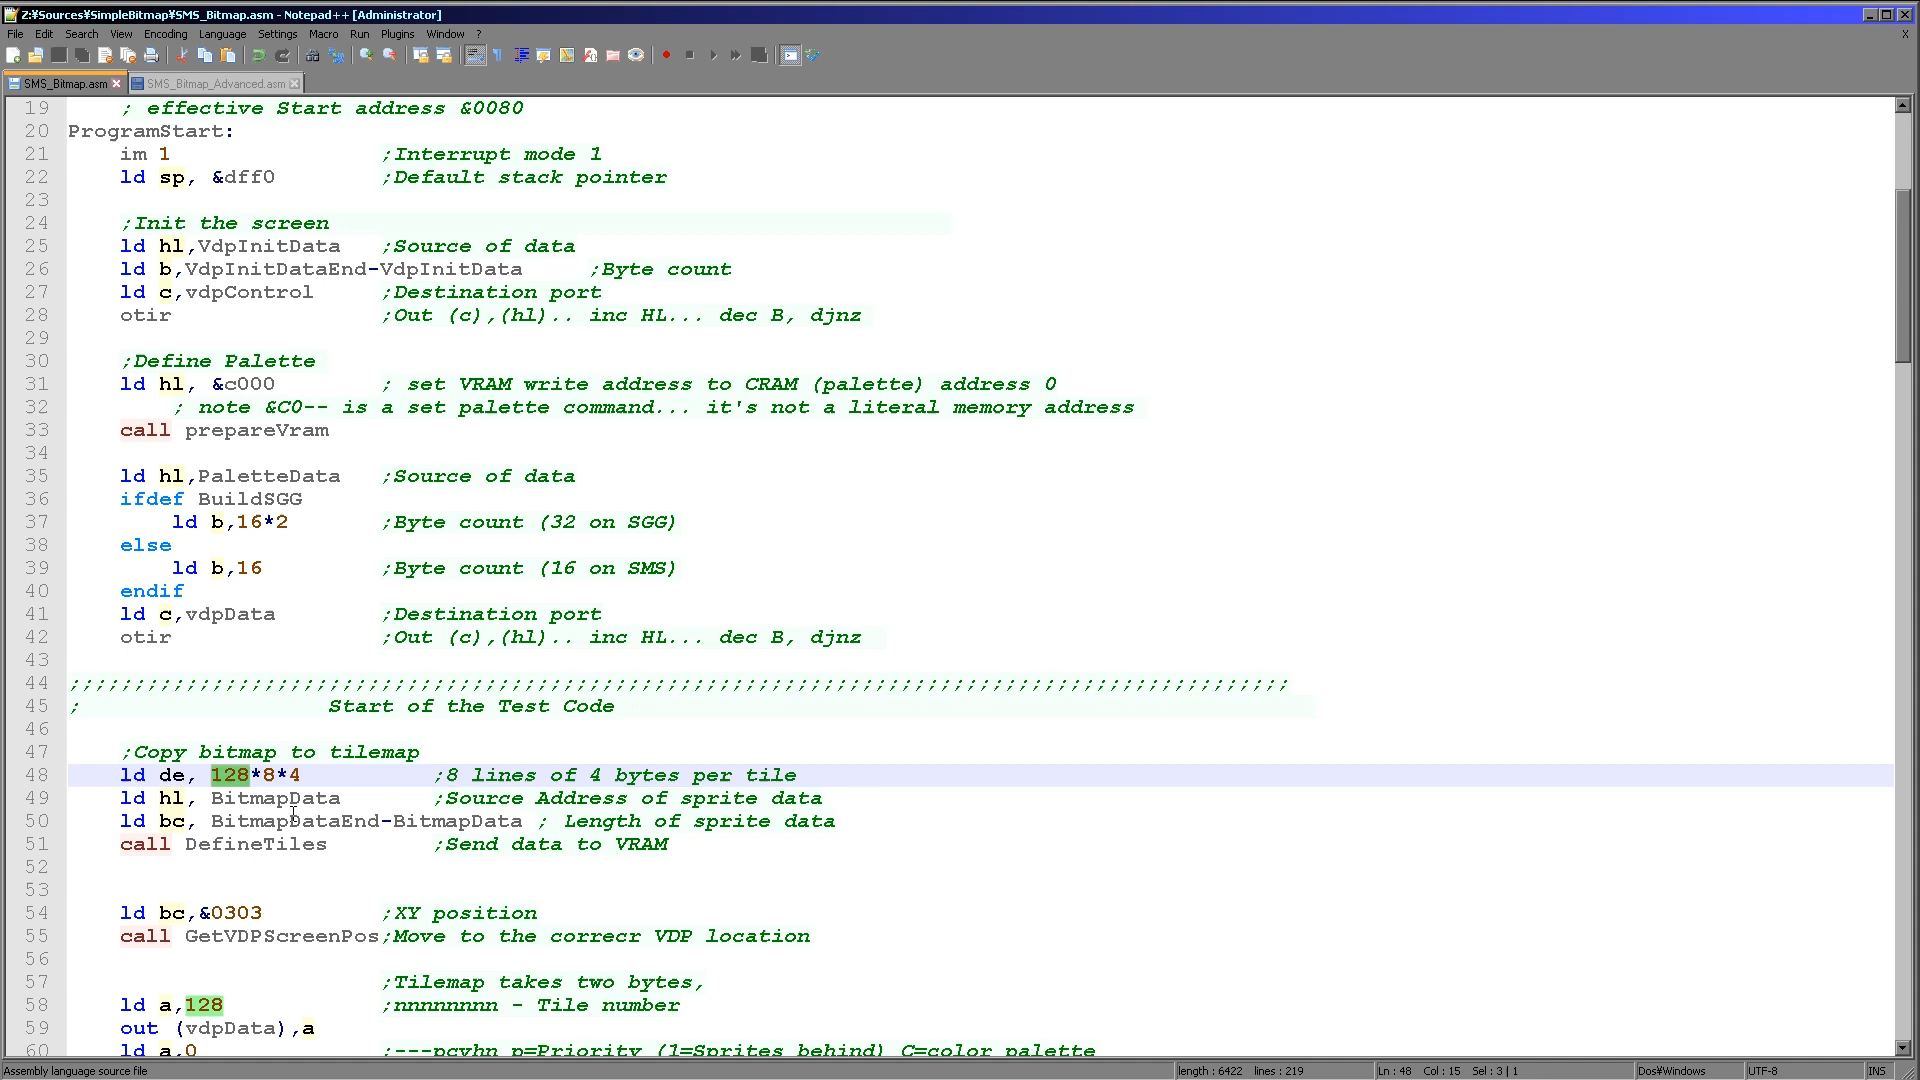 Z:¥Sources¥SimpleBitmap¥SMS_Bitmap.asm - Notepad++ [Administrator]
File Edit Search View Encoding Language Settings Macro Run Plugins Window ? X
SMS_Bitmap.asm SMS_Bitmap_Advanced.asm
19 ; effective Start address &0080
20 ProgramStart:
21 im 1 ;Interrupt mode 1
22 ld sp, &dff0 ;Default stack pointer
23
24 ;Init the screen
25 ld hl,VdpInitData ;Source of data
26 ld b,VdpInitDataEnd-VdpInitData ;Byte count
27 ld c,vdpControl ;Destination port
28 otir ;Out (c),(hl).. inc HL... dec B, djnz
29
30 ;Define Palette
31 ld hl, &c000 ; set VRAM write address to CRAM (palette) address 0
32 ; note &C0-- is a set palette command... it's not a literal memory address
33 call prepareVram
34
35 ld hl,PaletteData ;Source of data
36 ifdef BuildSGG
37 ld b,16*2 ;Byte count (32 on SGG)
38 else
39 ld b,16 ;Byte count (16 on SMS)
40 endif
41 ld c,vdpData ;Destination port
42 otir ;Out (c),(hl).. inc HL... dec B, djnz
43
44 ;;;;;;;;;;;;;;;;;;;;;;;;;;;;;;;;;;;;;;;;;;;;;;;;;;;;;;;;;;;;;;;;;;;;;;;;;;;;;;;;;;;;;;;;;;;;;;
45 ; Start of the Test Code
46
47 ;Copy bitmap to tilemap
48 ld de, 128*8*4 ;8 lines of 4 bytes per tile
49 ld hl, BitmapData ;Source Address of sprite data
50 ld bc, BitmapDataEnd-BitmapData ; Length of sprite data
51 call DefineTiles ;Send data to VRAM
52
53
54 ld bc,&0303 ;XY position
55 call GetVDPScreenPos;Move to the correcr VDP location
56
57 ;Tilemap takes two bytes,
58 ld a,128 ;nnnnnnnn - Tile number
59 out (vdpData),a
60 ld a,0 ;---pcvhn p=Priority (1=Sprites behind) C=color palette
Assembly language source file length : 6422 lines : 219 Ln : 48 Col : 15 Sel : 3 | 1 Dos¥Windows UTF-8 INS